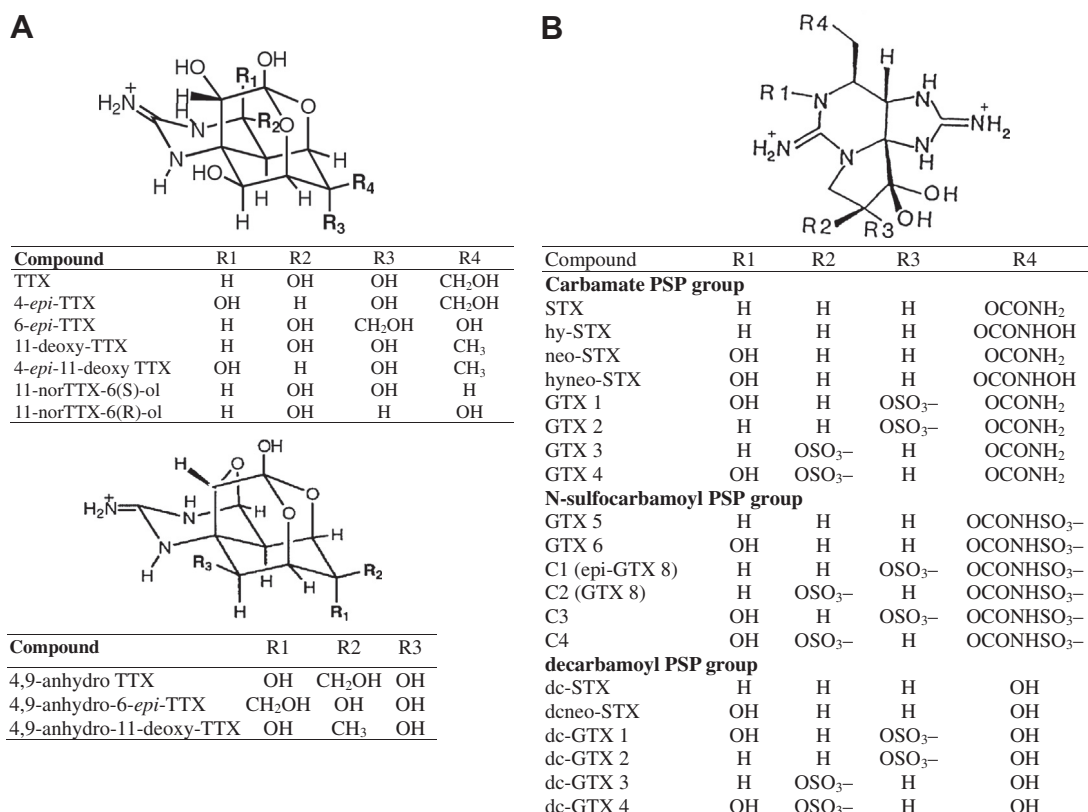 A
HO
OH
R1
H
H2N+
H
N
R2
O
O
N
H
H
HO
R4
H
H
H
R3
Compound R1 R2 R3 R4
TTX H OH OH CH2OH
4-epi-TTX OH H OH CH2OH
6-epi-TTX H OH CH2OH OH
11-deoxy-TTX H OH OH CH3
4-epi-11-deoxy TTX OH H OH CH3
11-norTTX-6(S)-ol H OH OH H
11-norTTX-6(R)-ol H OH H OH
OH
H
O
O
H2N+
H
N
H
O
N
H
H
R3
H
R2
H
H
R1
Compound R1 R2 R3
4,9-anhydro TTX OH CH2OH OH
4,9-anhydro-6-epi-TTX CH2OH OH OH
4,9-anhydro-11-deoxy-TTX OH CH3 OH
B
R4
H
H
R1
N
N
H2N+
NH2+
N
N
H
OH
OH
R2
R3
Compound R1 R2 R3 R4
Carbamate PSP group
STX H H H OCONH2
hy-STX H H H OCONHOH
neo-STX OH H H OCONH2
hyneo-STX OH H H OCONHOH
GTX 1 OH H OSO3– OCONH2
GTX 2 H H OSO3– OCONH2
GTX 3 H OSO3– H OCONH2
GTX 4 OH OSO3– H OCONH2
N-sulfocarbamoyl PSP group
GTX 5 H H H OCONHSO3–
GTX 6 OH H H OCONHSO3–
C1 (epi-GTX 8) H H OSO3– OCONHSO3–
C2 (GTX 8) H OSO3– H OCONHSO3–
C3 OH H OSO3– OCONHSO3–
C4 OH OSO3– H OCONHSO3–
decarbamoyl PSP group
dc-STX H H H OH
dcneo-STX OH H H OH
dc-GTX 1 OH H OSO3– OH
dc-GTX 2 H H OSO3– OH
dc-GTX 3 H OSO3– H OH
dc-GTX 4 OH OSO3– H OH